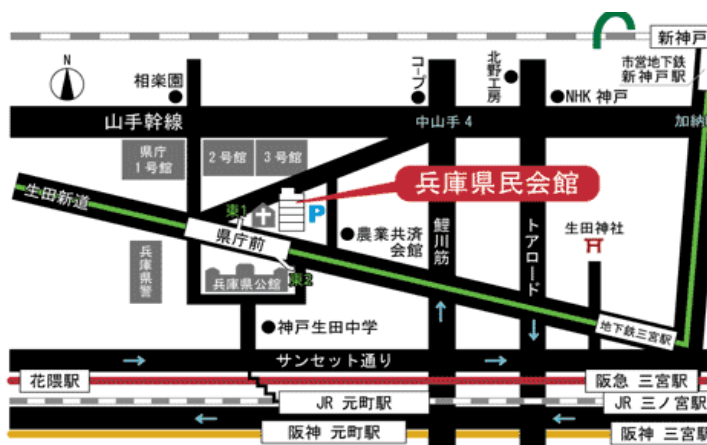 新神戸
N
相楽園
コープ
北野工房
市営地下鉄
新神戸駅
NHK 神戸
山手幹線
中山手 4
加納
県庁
1号館
2号館
3号館
兵庫県民会館
生田新道
東1
P
県庁前
農業共済
会館
鯉川筋
トアロード
生田神社
兵庫県警
兵庫県公館
東2
神戸生田中学
地下鉄三宮駅
サンセット通り
花隈駅
阪急 三宮駅
JR 元町駅
JR 三ノ宮駅
阪神 元町駅
阪神 三宮駅